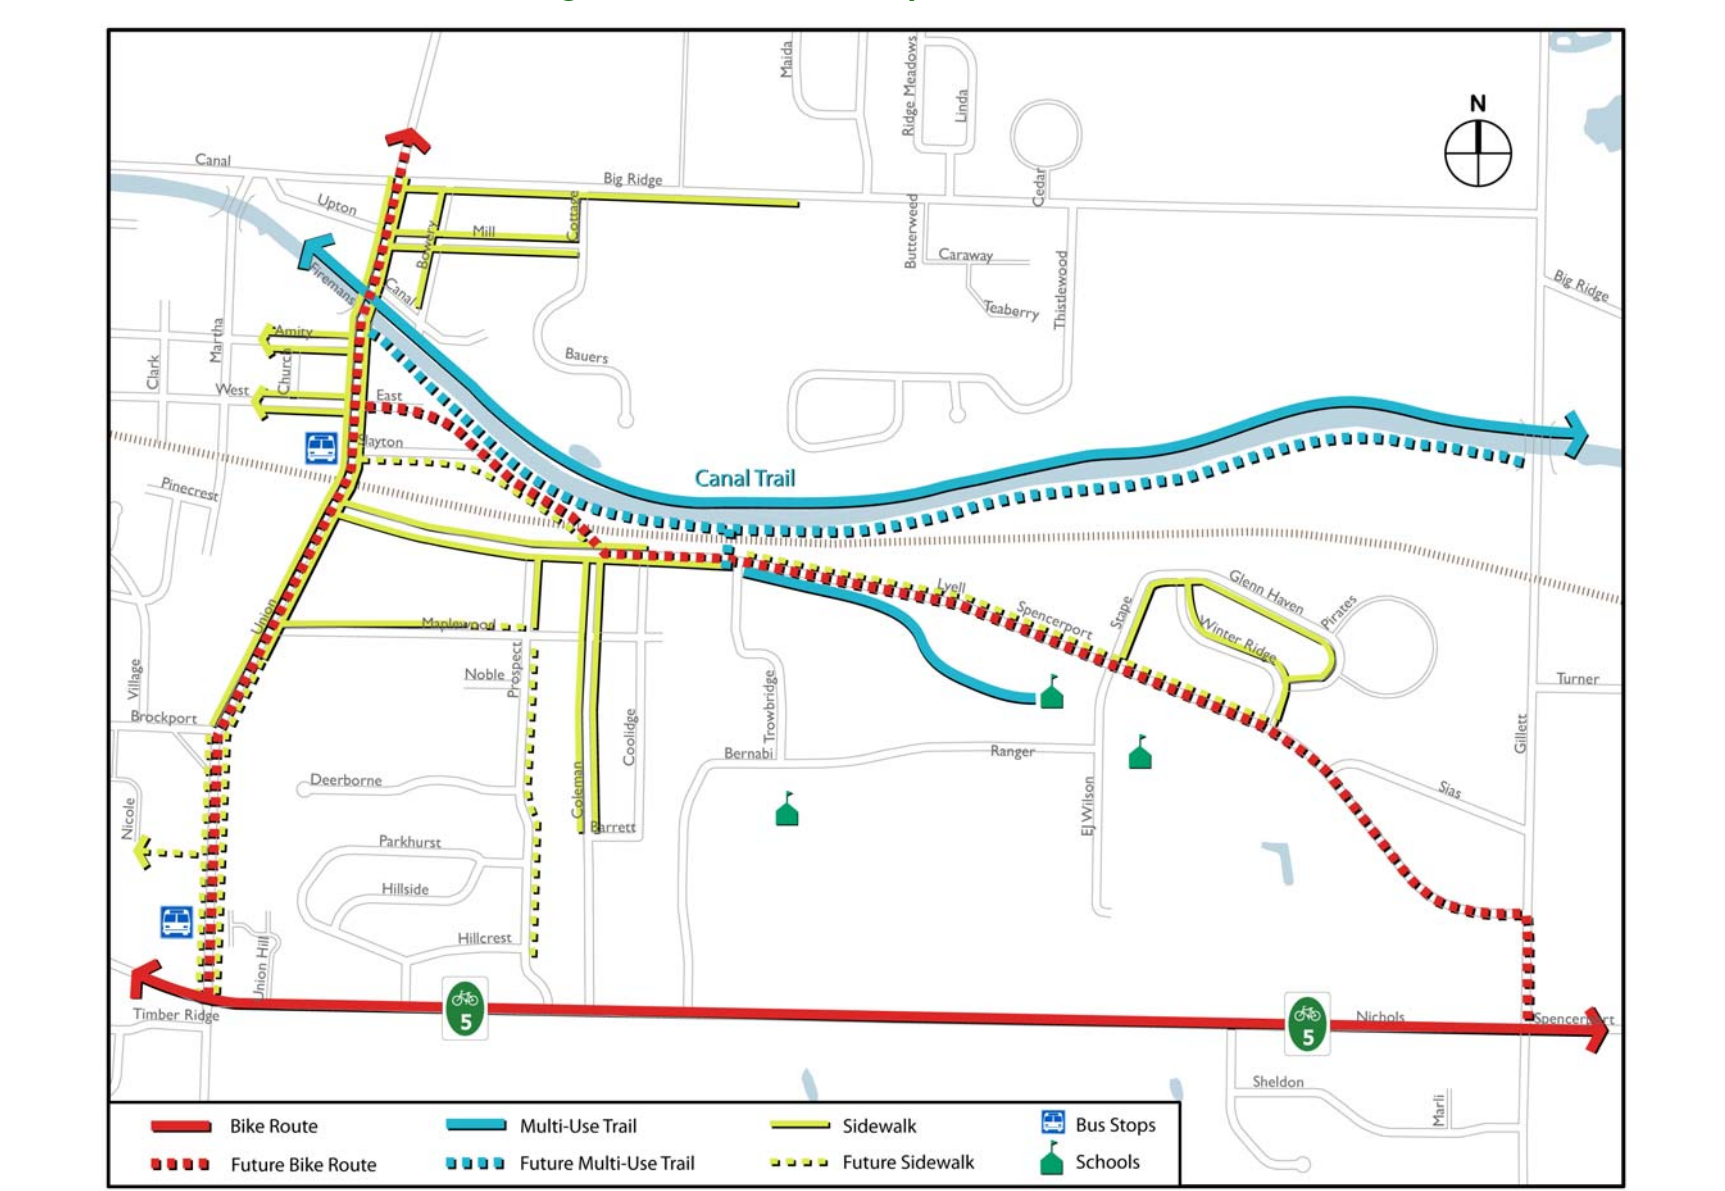 N
Maida
Ridge Meadows
Linda
Canal
Big Ridge
Cedar
Upton
Cottage
Mill
Bowery
Butterweed
Caraway
Thistlewood
Teaberry
Big Ridge
Firemans
Canal
Martha
Amity
Clark
Church
Bauers
West
East
Slayton
Canal Trail
Pinecrest
Lyell
Glenn Haven
Spencerport
Stape
Pirates
Union
Maplewood
Winter Ridge
Village
Noble
Prospect
Turner
Trowbridge
Brockport
Coolidge
Gillett
Bernabi
Ranger
Deerborne
Coleman
Sias
Nicole
EJ Wilson
Barrett
Parkhurst
Hillside
Hillcrest
Union Hill
5
5
Timber Ridge
Nichols
Spencerport
Sheldon
Marli
Bike Route
Multi-Use Trail
Sidewalk
Bus Stops
Future Bike Route
Future Multi-Use Trail
Future Sidewalk
Schools